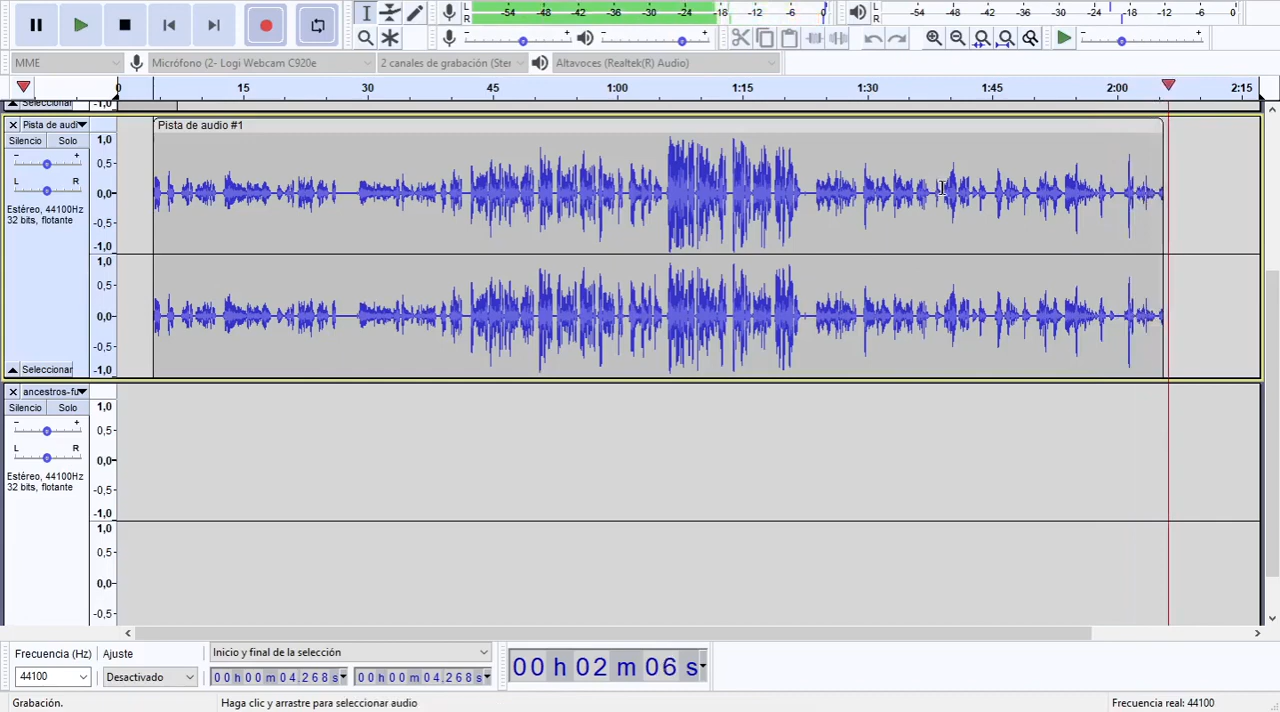 L
R
-54 -48 -42 -36 -30 -24 -18 -12 -6 0
L
R
-54 -48 -42 -36 -30 -24 -18 -12 -6 0
MME
Micrófono (2- Logi Webcam C920e
2 canales de grabación (Ster
Altavoces (Realtek(R) Audio)
0 15 30 45 1:00 1:15 1:30 1:45 2:00 2:15
Seleccionar
-1,0
Pista de audi
Pista de audio #1
Silencio Solo
- +
L R
Estéreo, 44100Hz
32 bits, flotante
1,0
0,5
0,0
-0,5
-1,0
1,0
0,5
0,0
-0,5
-1,0
Seleccionar
ancestros-fu
Silencio Solo
- +
L R
Estéreo, 44100Hz
32 bits, flotante
1,0
0,5
0,0
-0,5
-1,0
1,0
0,5
0,0
-0,5
Frecuencia (Hz) Ajuste
Inicio y final de la selección
44100
Desactivado
00 h 00 m 04.268 s
00 h 00 m 04.268 s
00 h 02 m 06 s
Grabación.
Haga clic y arrastre para seleccionar audio
Frecuencia real: 44100